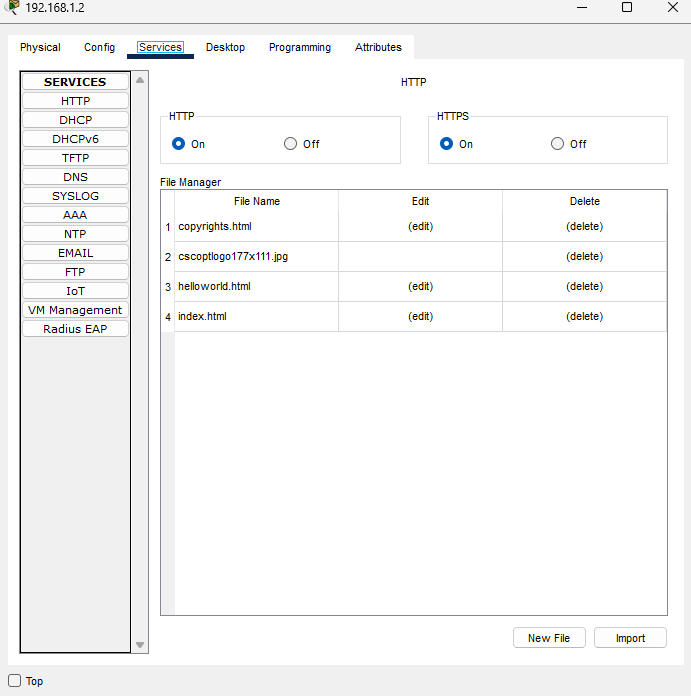 192.168.1.2
Physical Config Services Desktop Programming Attributes
SERVICES
HTTP
DHCP
DHCPv6
TFTP
DNS
SYSLOG
AAA
NTP
EMAIL
FTP
IoT
VM Management
Radius EAP
HTTP
HTTP
On Off
HTTPS
On Off
File Manager
File Name Edit Delete
1 copyrights.html (edit) (delete)
2 cscoptlogo177x111.jpg (delete)
3 helloworld.html (edit) (delete)
4 index.html (edit) (delete)
New File Import
Top